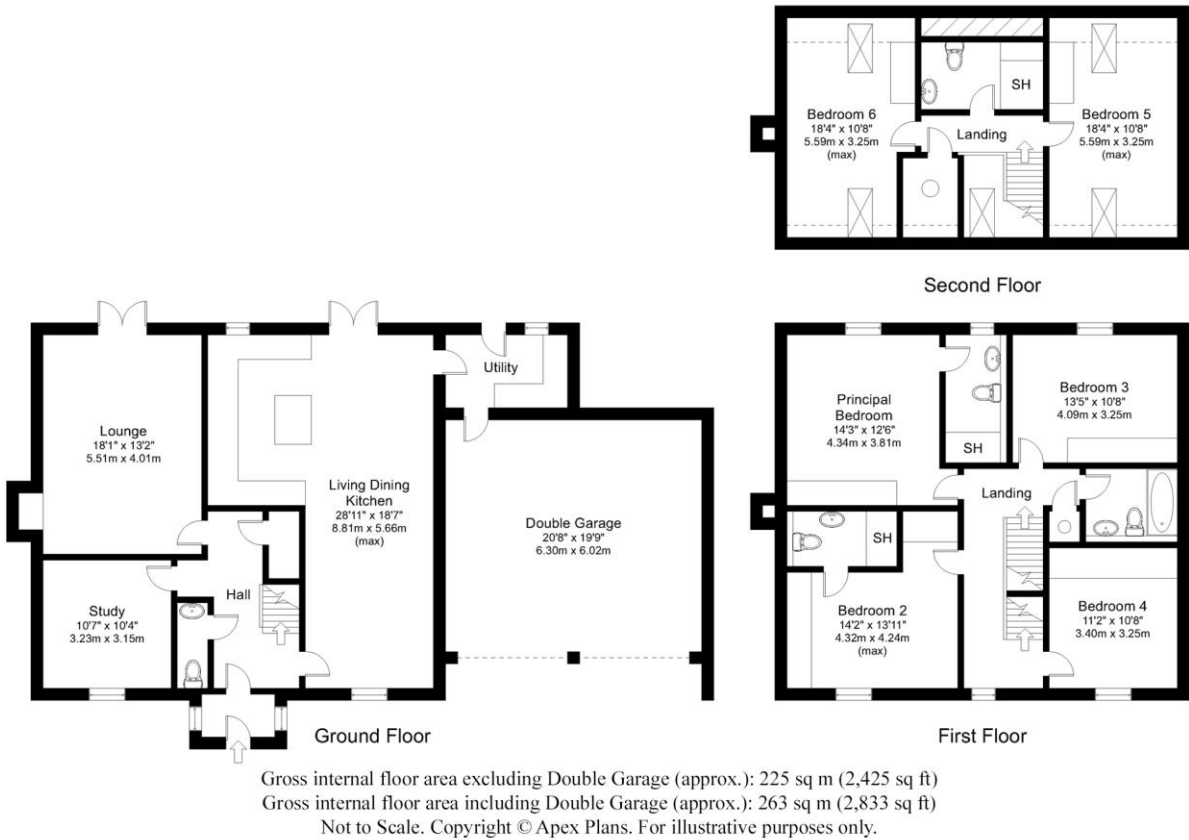 Bedroom 6
18'4" x 10'8"
5.59m x 3.25m
(max)
SH
Landing
Bedroom 5
18'4" x 10'8"
5.59m x 3.25m
(max)
Second Floor
Lounge
18'1" x 13'2"
5.51m x 4.01m
Utility
Living Dining
Kitchen
28'11" x 18'7"
8.81m x 5.66m
(max)
Double Garage
20'8" x 19'9"
6.30m x 6.02m
Hall
Study
10'7" x 10'4"
3.23m x 3.15m
Ground Floor
Principal
Bedroom
14'3" x 12'6"
4.34m x 3.81m
SH
Bedroom 3
13'5" x 10'8"
4.09m x 3.25m
Landing
SH
Bedroom 2
14'2" x 13'11"
4.32m x 4.24m
(max)
Bedroom 4
11'2" x 10'8"
3.40m x 3.25m
First Floor
Gross internal floor area excluding Double Garage (approx.): 225 sq m (2,425 sq ft)
Gross internal floor area including Double Garage (approx.): 263 sq m (2,833 sq ft)
Not to Scale. Copyright © Apex Plans. For illustrative purposes only.